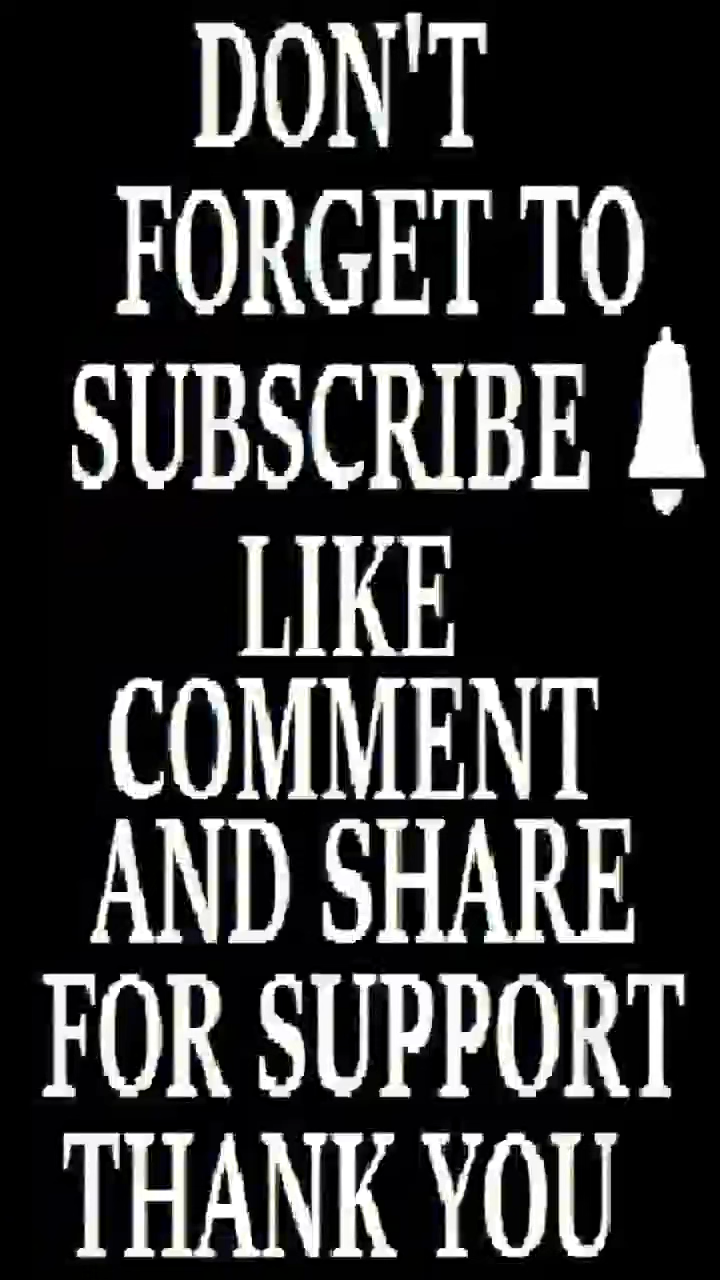 DON'T
FORGET TO
SUBSCRIBE
LIKE
COMMENT
AND SHARE
FOR SUPPORT
THANK YOU